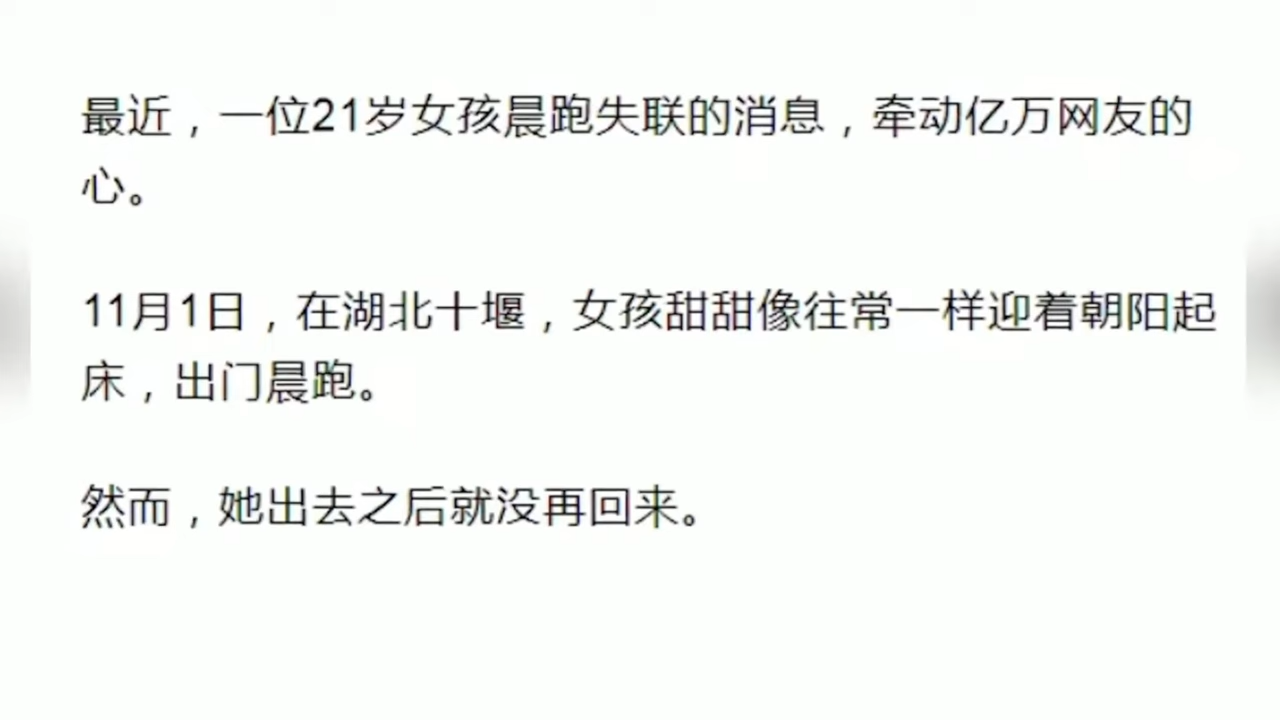 最近，一位21岁女孩晨跑失联的消息，牵动亿万网友的
心。
11月1日，在湖北十堰，女孩甜甜像往常一样迎着朝阳起
床，出门晨跑。
然而，她出去之后就没再回来。